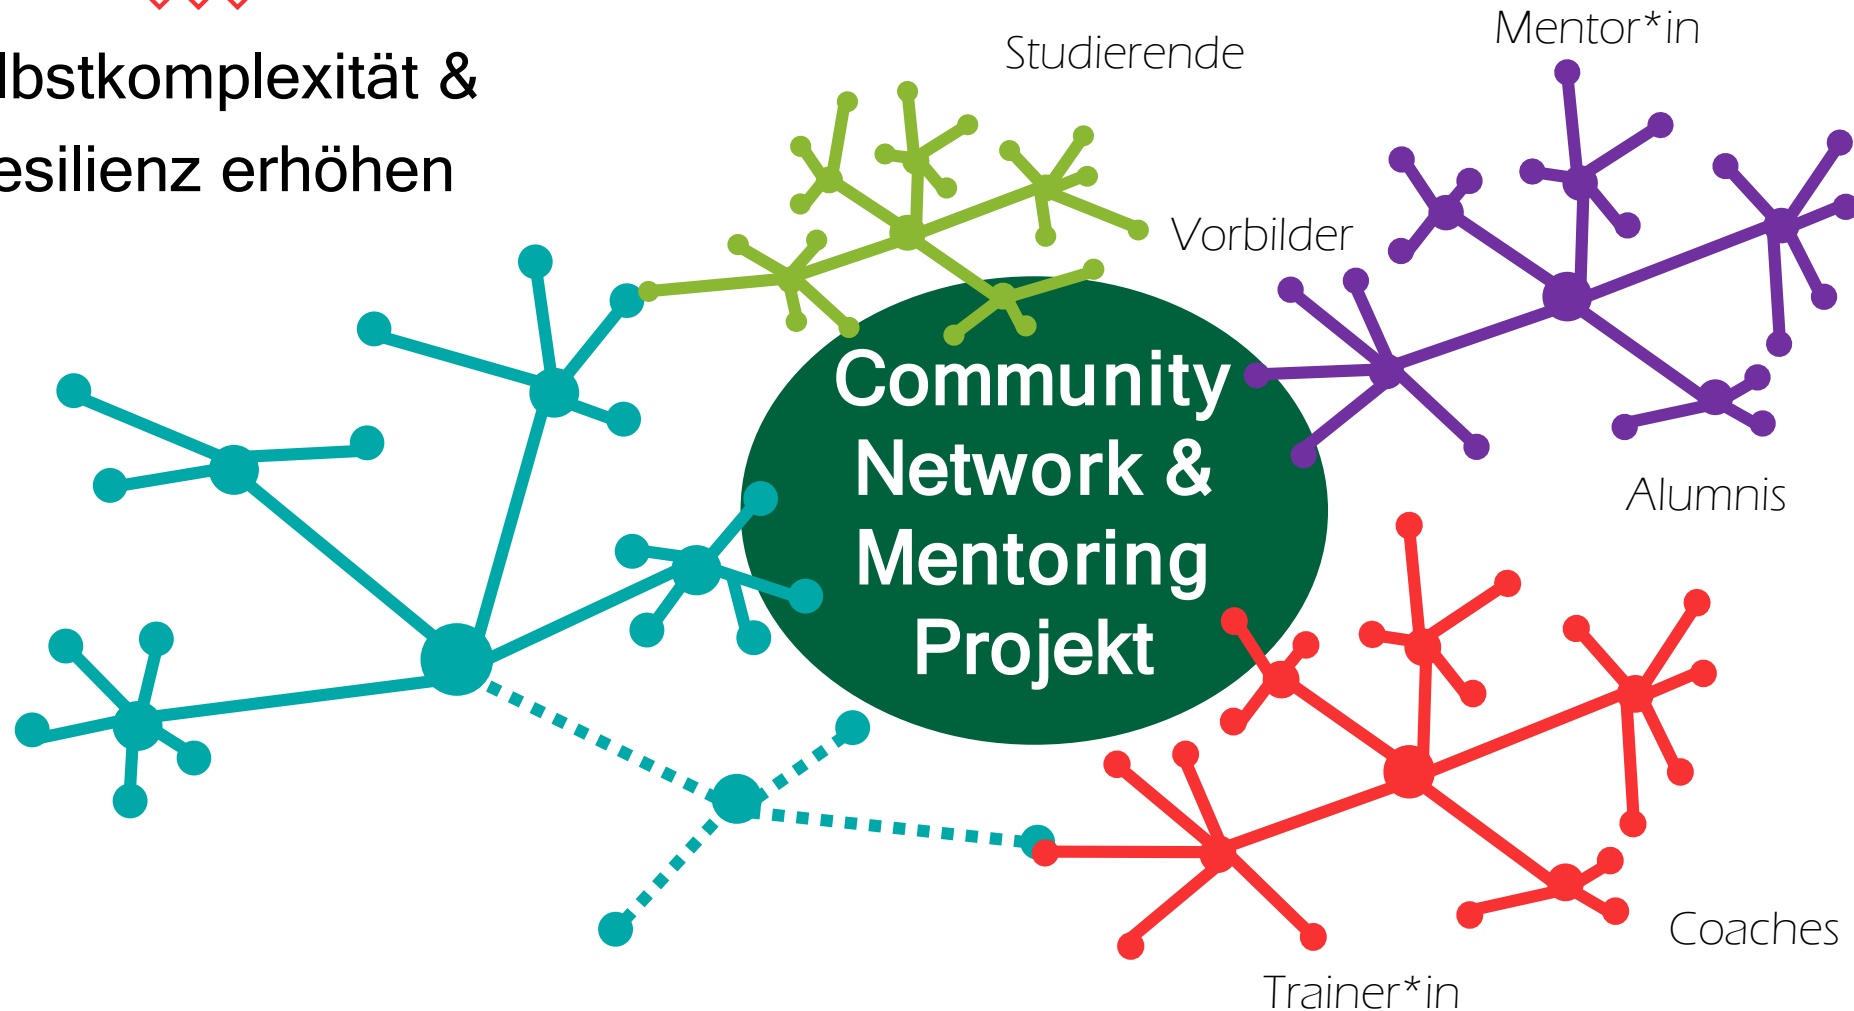 lbstkomplexität &
esilienz erhöhen
Studierende
Mentor*in
Vorbilder
Community
Network &
Mentoring
Projekt
Alumnis
Coaches
Trainer*in